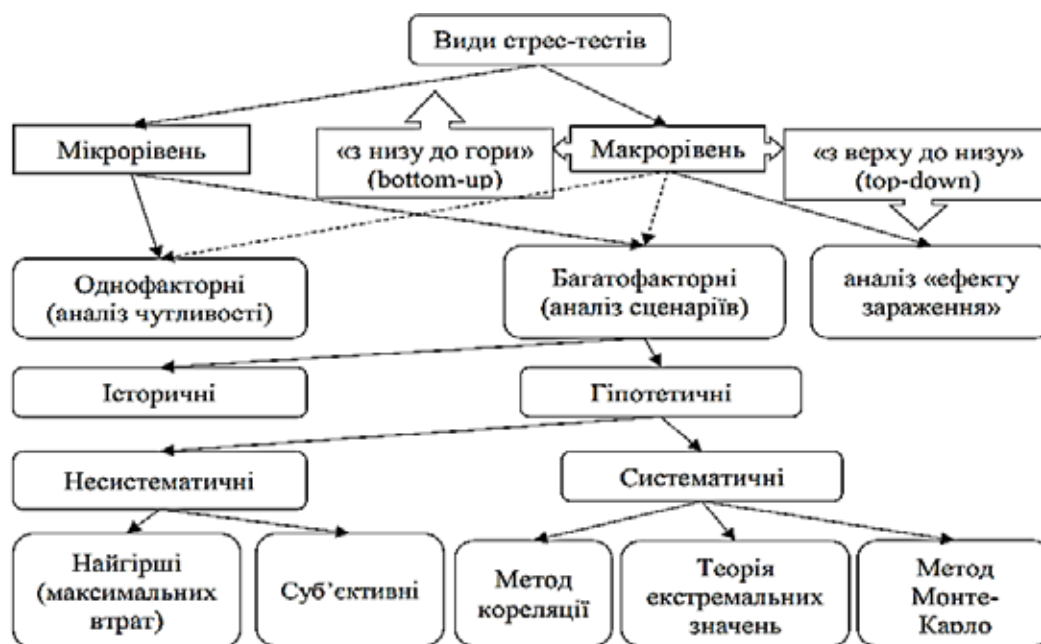 Види стрес-тестів
Мікрорівень
«з низу до гори»
(bottom-up)
Макрорівень
«з верху до низу»
(top-down)
Однофакторні
(аналіз чутливості)
Багатофакторні
(аналіз сценаріїв)
аналіз «ефекту
зараження»
Історичні
Гіпотетичні
Несистематичні
Систематичні
Найгірші
(максимальних
втрат)
Суб’єктивні
Метод
кореляції
Теорія
екстремальних
значень
Метод
Монте-
Карло